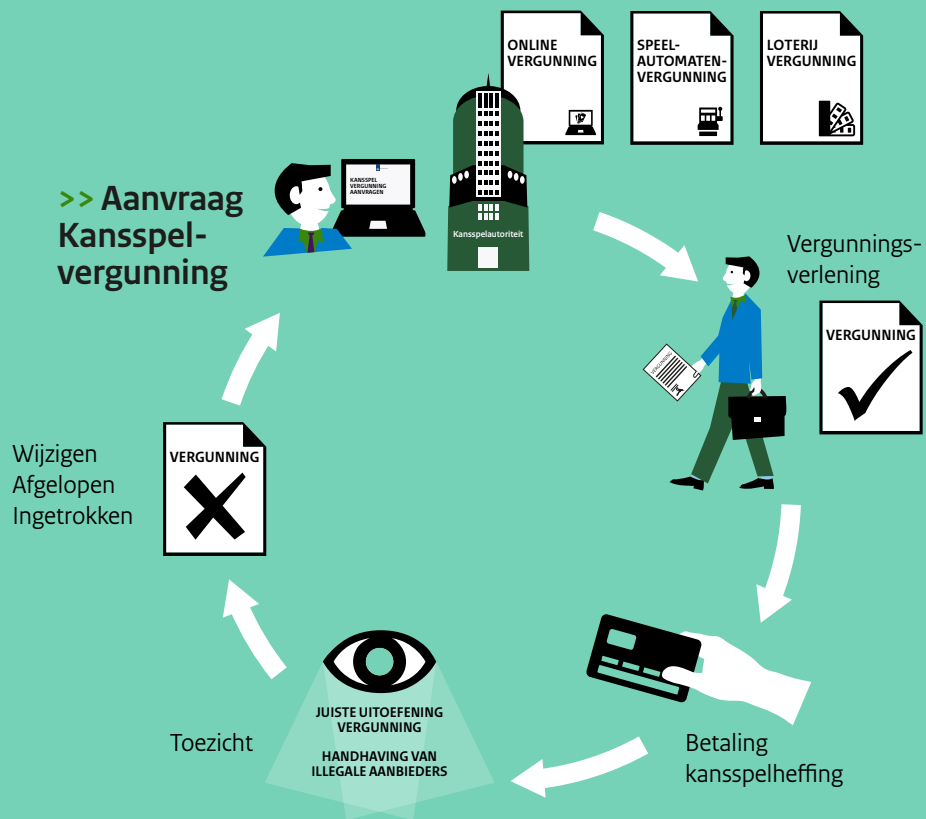 ONLINE
VERGUNNING
SPEEL-
AUTOMATEN-
VERGUNNING
LOTERIJ
VERGUNNING
>> Aanvraag
Kansspel-
vergunning
KANSSPEL
VERGUNNING
AANVRAGEN
Kansspelautoriteit
Vergunnings-
verlening
VERGUNNING
VERGUNNING
Betaling
kansspelheffing
JUISTE UITOEFENING
VERGUNNING
HANDHAVING VAN
ILLEGALE AANBIEDERS
Toezicht
Wijzigen
Afgelopen
Ingetrokken
VERGUNNING